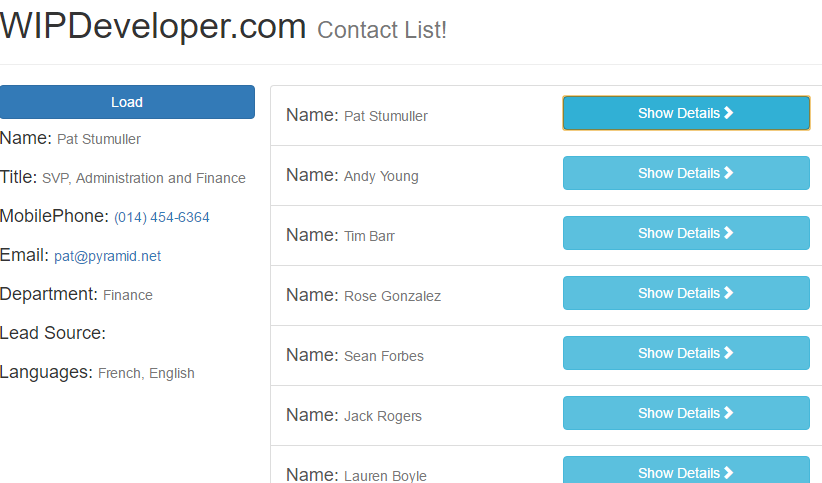 WIPDeveloper.com Contact List!
Load
Name: Pat Stumuller
Title: SVP, Administration and Finance
MobilePhone: (014) 454-6364
Email: pat@pyramid.net
Department: Finance
Lead Source:
Languages: French, English
Name: Pat Stumuller Show Details
Name: Andy Young Show Details
Name: Tim Barr Show Details
Name: Rose Gonzalez Show Details
Name: Sean Forbes Show Details
Name: Jack Rogers Show Details
Name: Lauren Boyle Show Details